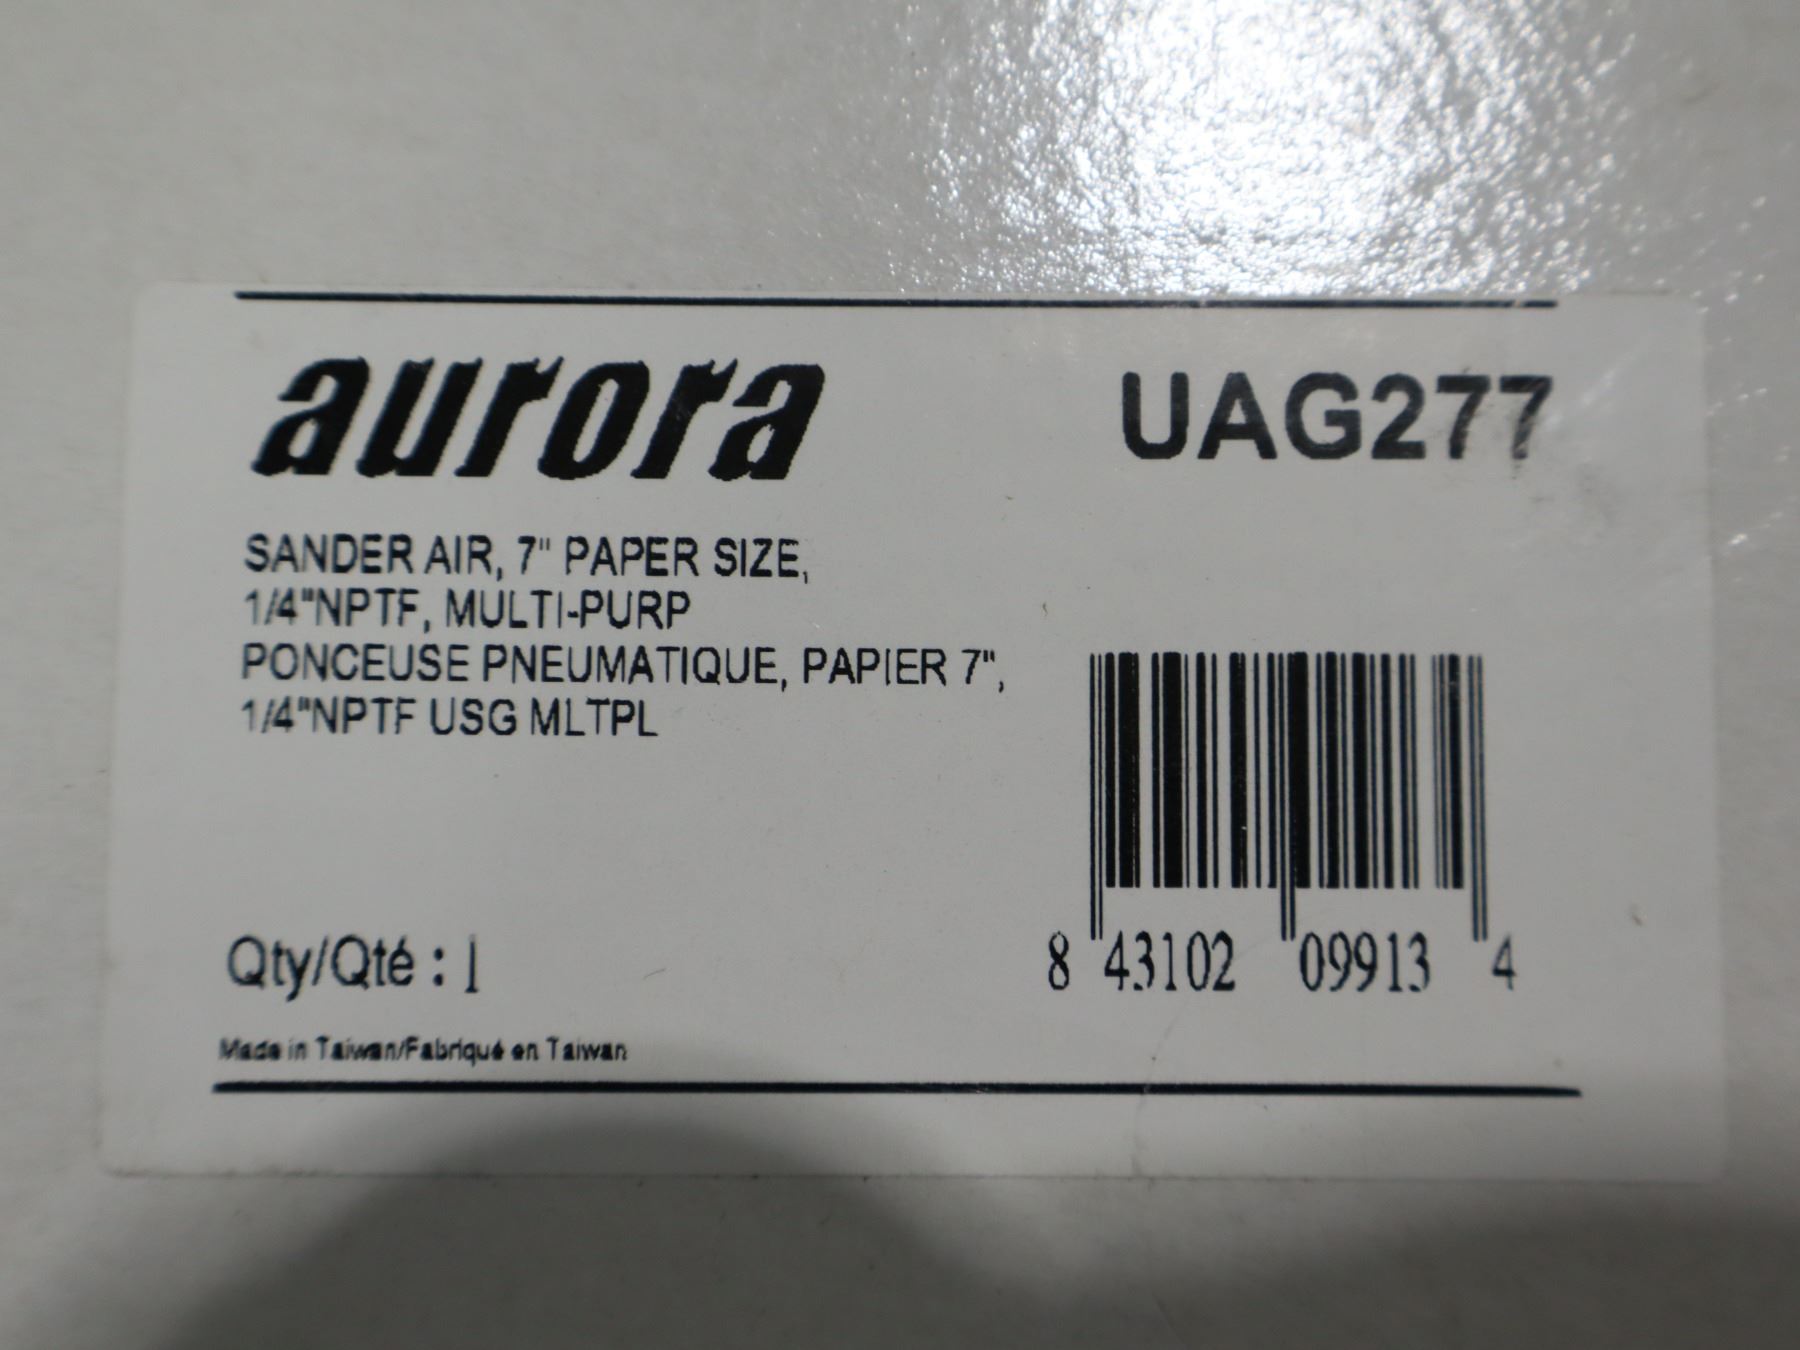 aurora
UAG277
SANDER AIR, 7" PAPER SIZE,
1/4"NPTF, MULTI-PURP
PONCEUSE PNEUMATIQUE, PAPIER 7",
1/4"NPTF USG MLTPL
Qty/Qté : 1
8 43102 09913 4
Made in Taiwan/Fabriqué en Taiwan